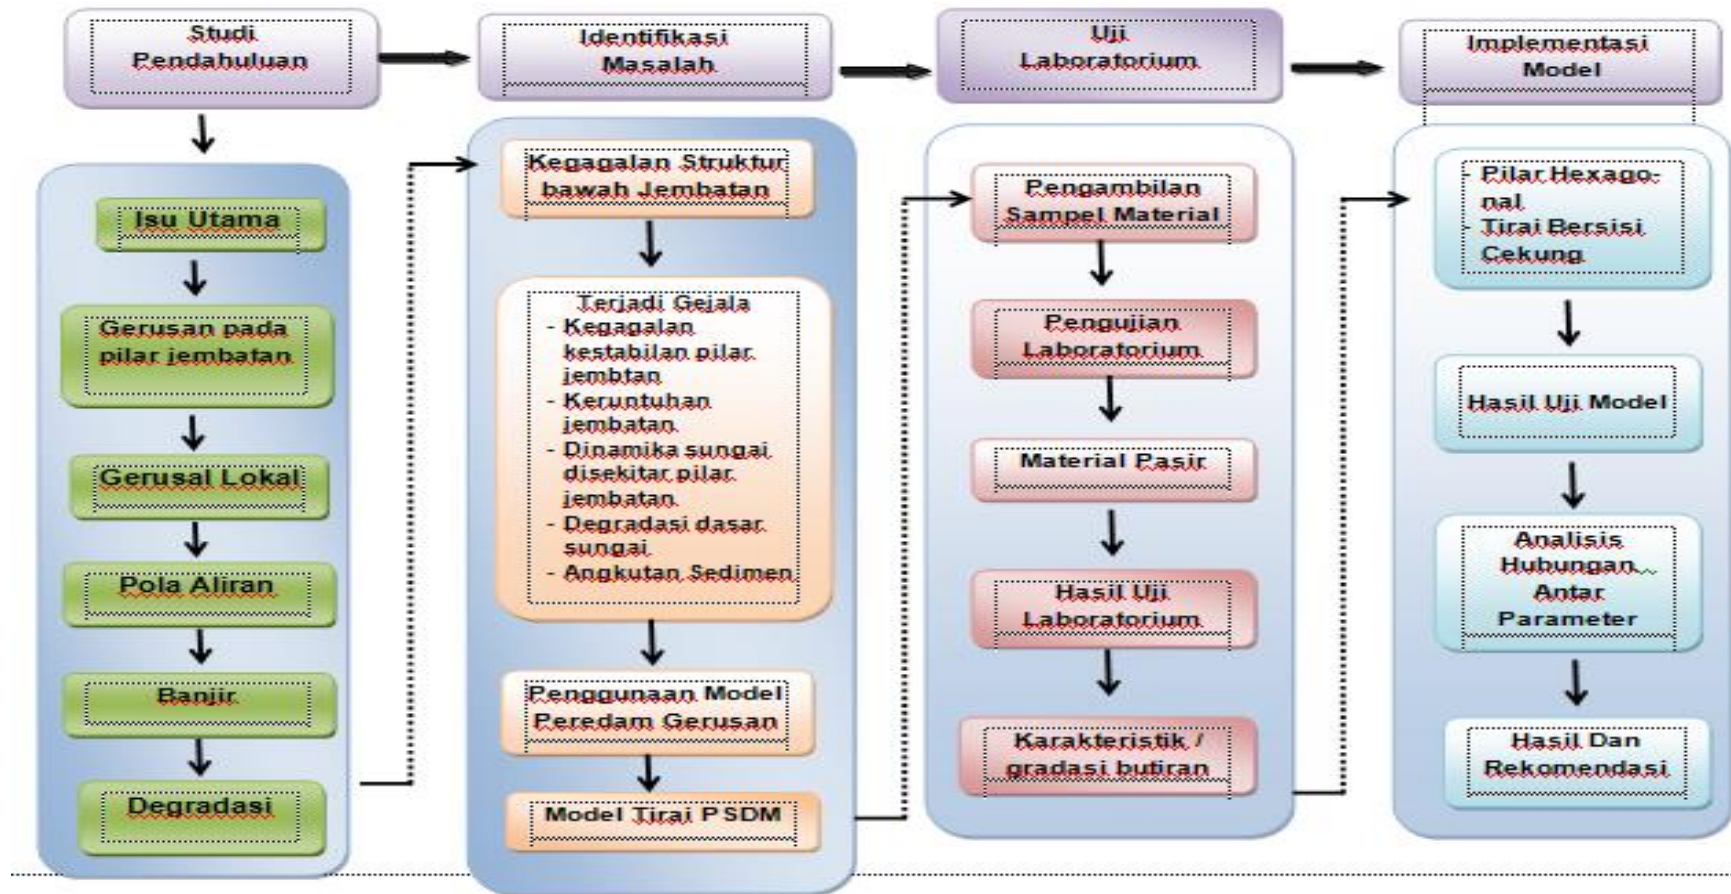 Studi
Pendahuluan
Isu Utama
Gerusan pada
pilar jembatan
Gerusal Lokal
Pola Aliran
Banjir
Degradasi
Identifikasi
Masalah
Kegagalan Struktur
bawah Jembatan
Terjadi Gejala
- Kegagalan
kestabilan pilar
jembtan
- Keruntuhan
jembatan
- Dinamika sungai
disekitar pilar
jembatan
- Degradasi dasar
sungai
- Angkutan Sedimen
Penggunaan Model
Peredam Gerusan
Model Tirai PSDM
Uji
Laboratorium
Pengambilan
Sampel Material
Pengujian
Laboratorium
Material Pasir
Hasil Uji
Laboratorium
Karakteristik /
gradasi butiran
Implementasi
Model
- Pilar Hexago-
nal
- Tirai Bersisi
Cekung
Hasil Uji Model
Analisis
Hubungan
Antar
Parameter
Hasil Dan
Rekomendasi